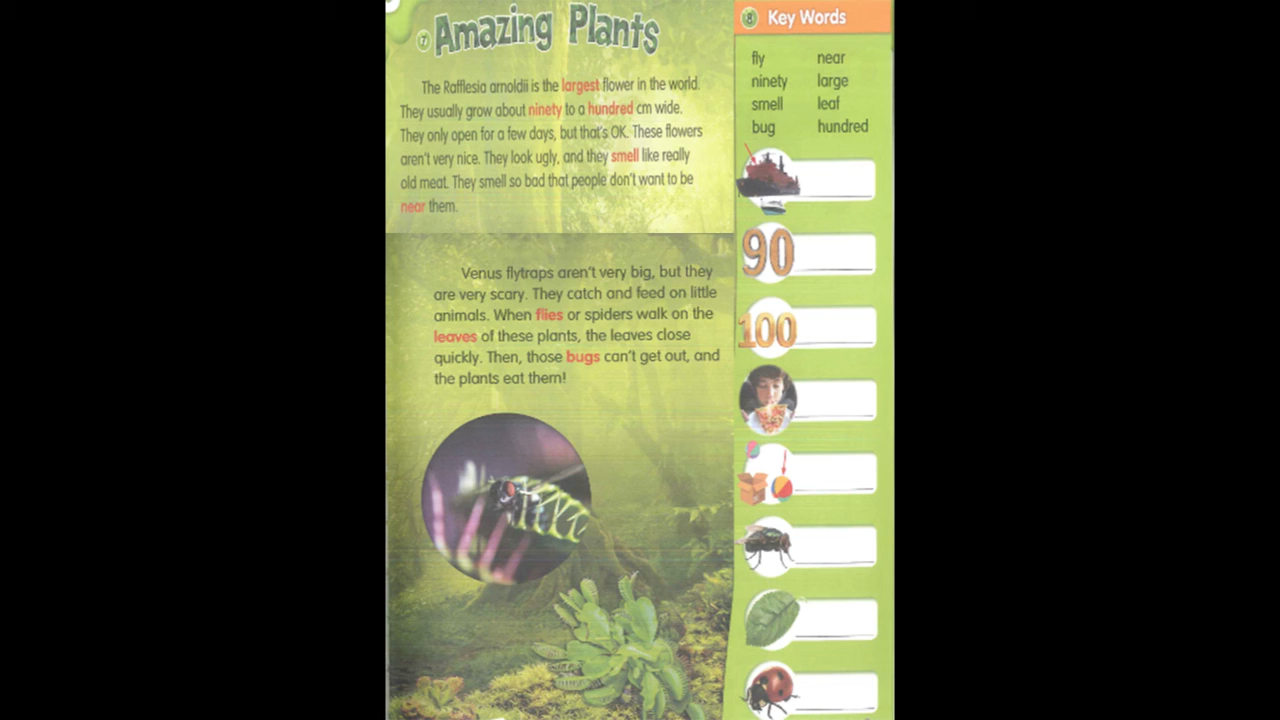 7 Amazing Plants
The Rafflesia arnoldii is the largest flower in the world.
They usually grow about ninety to a hundred cm wide.
They only open for a few days, but that's OK. These flowers
aren't very nice. They look ugly, and they smell like really
old meat. They smell so bad that people don't want to be
near them.
Venus flytraps aren't very big, but they
are very scary. They catch and feed on little
animals. When flies or spiders walk on the
leaves of these plants, the leaves close
quickly. Then, those bugs can't get out, and
the plants eat them!
8 Key Words
fly near
ninety large
smell leaf
bug hundred
90
100